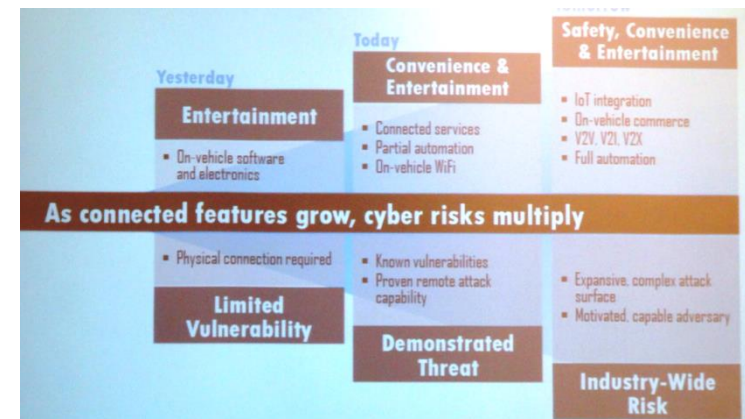 Yesterday
Entertainment
▪ On-vehicle software
and electronics
Today
Convenience &
Entertainment
▪ Connected services
▪ Partial automation
▪ On-vehicle WiFi
Tomorrow
Safety, Convenience
& Entertainment
▪ IoT integration
▪ On-vehicle commerce
▪ V2V, V2I, V2X
▪ Full automation
As connected features grow, cyber risks multiply
▪ Physical connection required
Limited
Vulnerability
▪ Known vulnerabilities
▪ Proven remote attack
capability
Demonstrated
Threat
▪ Expansive, complex attack
surface
▪ Motivated, capable adversary
Industry-Wide
Risk